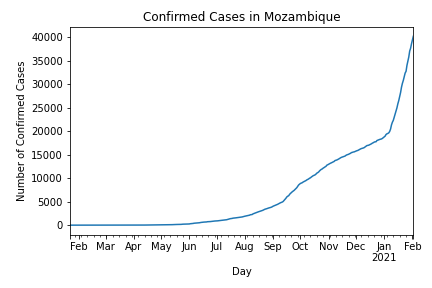 Confirmed Cases in Mozambique
Number of Confirmed Cases
40000
35000
30000
25000
20000
15000
10000
5000
0
Feb Mar Apr May Jun Jul Aug Sep Oct Nov Dec Jan Feb
2021
Day